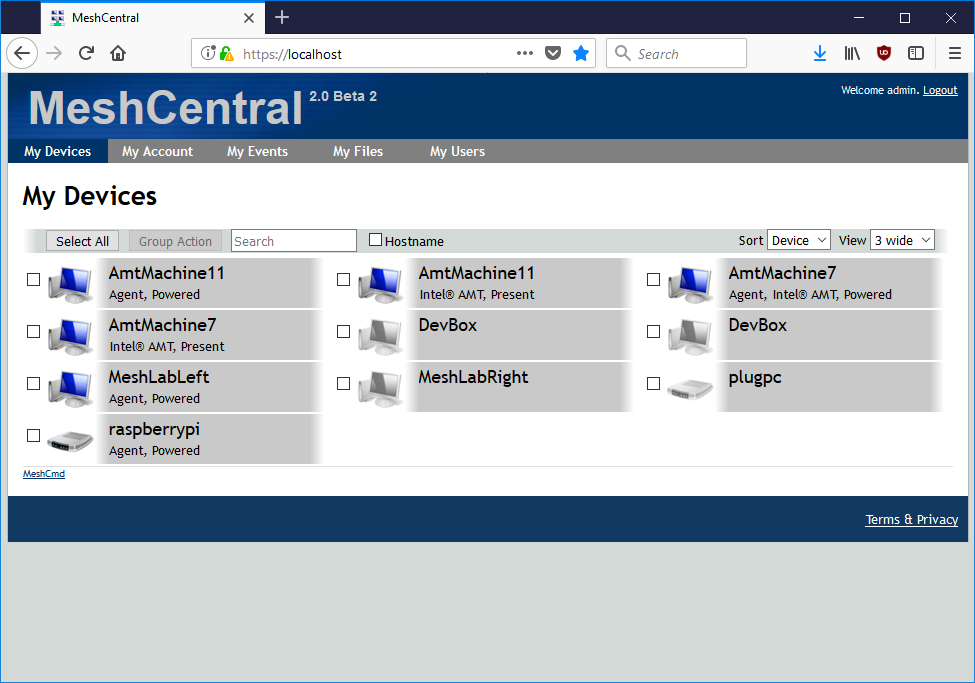 MeshCentral
https://localhost
Search
MeshCentral 2.0 Beta 2
Welcome admin. Logout
My Devices My Account My Events My Files My Users
My Devices
Select All Group Action Search Hostname Sort Device View 3 wide
AmtMachine11
Agent, Powered
AmtMachine11
Intel® AMT, Present
AmtMachine7
Agent, Intel® AMT, Powered
AmtMachine7
Intel® AMT, Present
DevBox
DevBox
MeshLabLeft
Agent, Powered
MeshLabRight
plugpc
raspberrypi
Agent, Powered
MeshCmd
Terms & Privacy